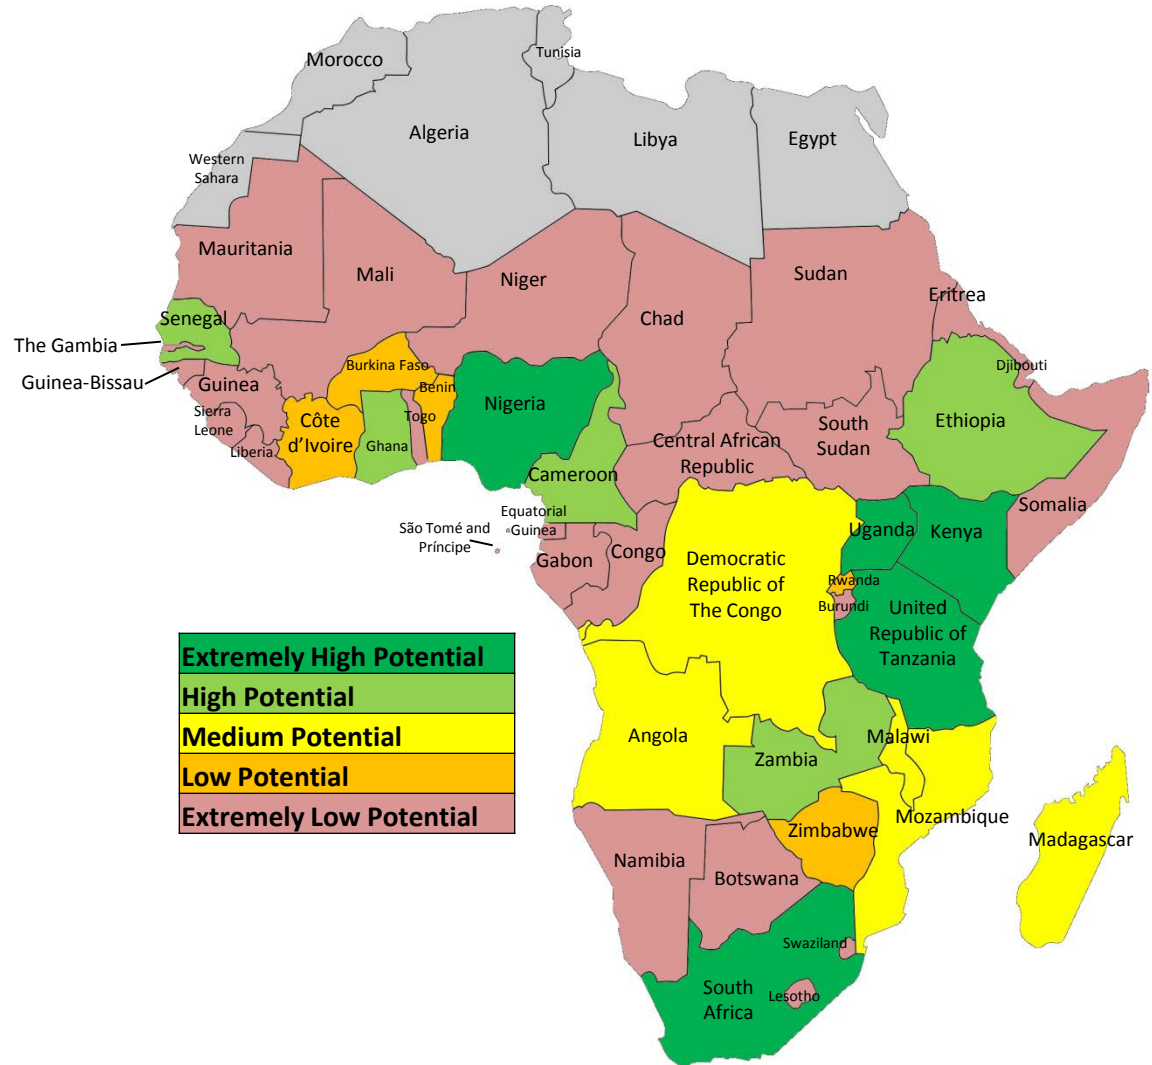 Morocco
Tunisia
Algeria
Libya
Egypt
Western
Sahara
Mauritania
Mali
Niger
Chad
Sudan
Eritrea
Senegal
The Gambia
Guinea-Bissau
Guinea
Sierra
Leone
Liberia
Côte
d’Ivoire
Burkina Faso
Ghana
Togo
Benin
Nigeria
Cameroon
Central African
Republic
South
Sudan
Djibouti
Ethiopia
Somalia
Equatorial
Guinea
São Tomé and
Príncipe
Gabon
Congo
Democratic
Republic of
The Congo
Uganda
Kenya
Rwanda
Burundi
United
Republic of
Tanzania
Extremely High Potential
High Potential
Medium Potential
Low Potential
Extremely Low Potential
Angola
Zambia
Malawi
Mozambique
Zimbabwe
Madagascar
Namibia
Botswana
Swaziland
South
Africa
Lesotho